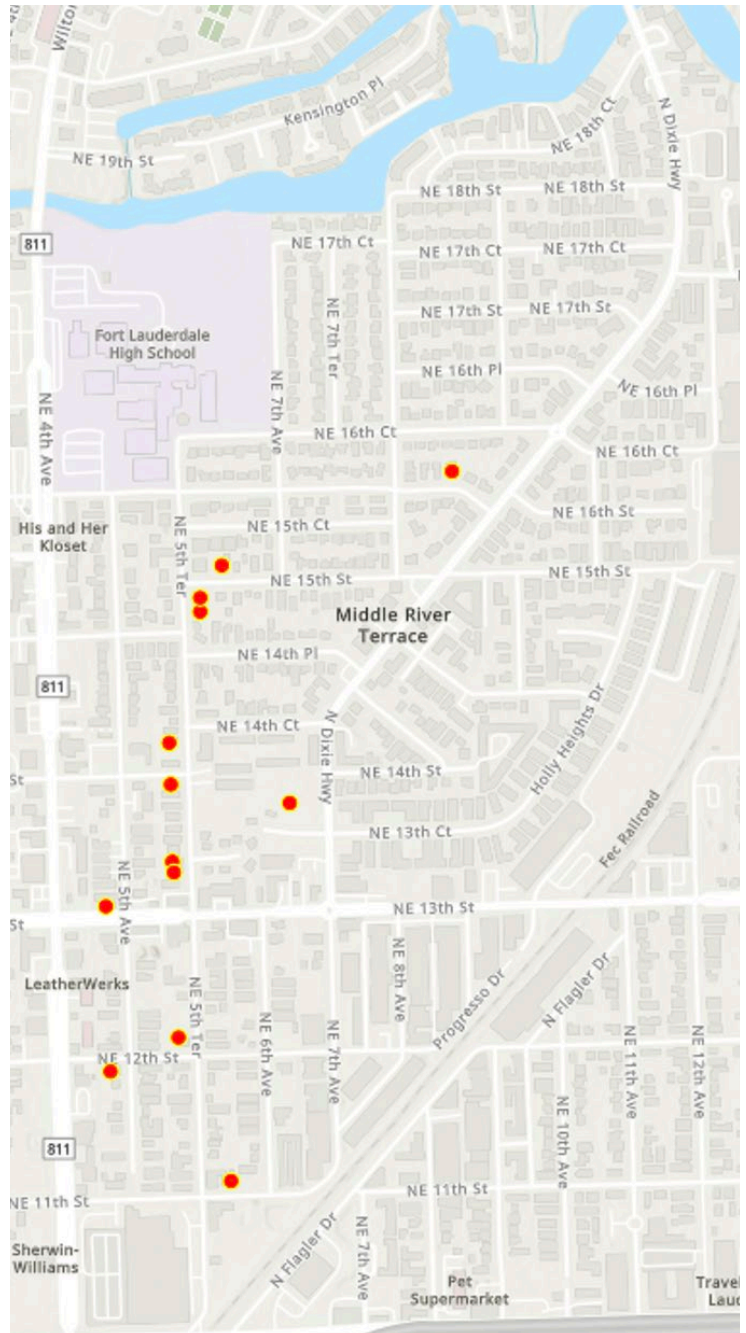 Wilton
Kensington Pl
NE 18th Ct
N Dixie Hwy
NE 19th St
NE 18th St
NE 18th St
811
NE 17th Ct
NE 17th Ct
NE 17th Ct
NE 7th Ter
NE 17th St
NE 17th St
Fort Lauderdale
High School
NE 7th Ave
NE 16th Pl
NE 16th Pl
NE 4th Ave
NE 16th Ct
NE 16th Ct
His and Her
Kloset
NE 5th Ter
NE 15th Ct
NE 16th St
NE 15th St
NE 15th St
Middle River
Terrace
NE 14th Pl
811
NE 14th Ct
N Dixie Hwy
Holly Heights Dr
St
NE 14th St
NE 13th Ct
Fec Railroad
NE 5th Ave
NE 13th St
St
LeatherWerks
NE 5th Ter
NE 8th Ave
Progresso Dr
N Flagler Dr
NE 12th St
NE 6th Ave
NE 7th Ave
NE 11th Ave
NE 12th Ave
NE 10th Ave
811
NE 11th St
NE 11th St
N Flagler Dr
NE 7th Ave
Sherwin-
Williams
Pet
Supermarket
Travel